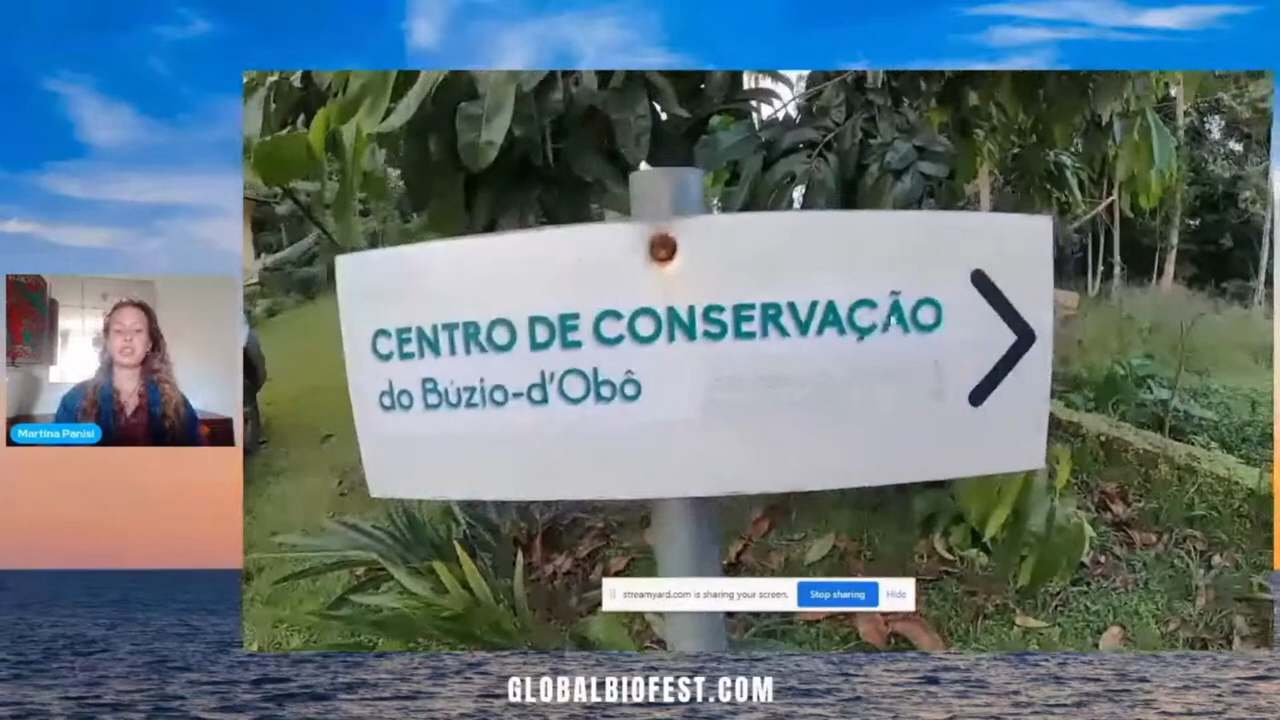 CENTRO DE CONSERVAÇÃO
do Búzio-d'Obô
Martina Panisi
streamyard.com is sharing your screen.
Stop sharing
Hide
GLOBALBIOFEST.COM